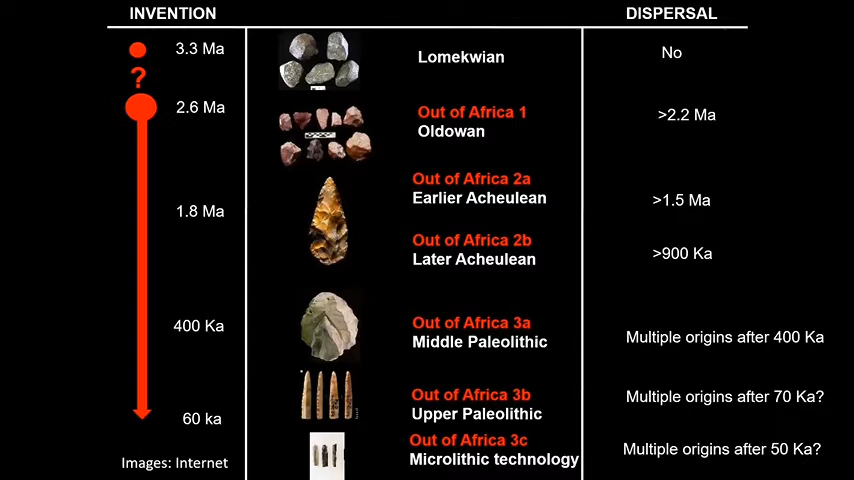 INVENTION
DISPERSAL
3.3 Ma
Lomekwian
No
?
2.6 Ma
Out of Africa 1
Oldowan
>2.2 Ma
Out of Africa 2a
Earlier Acheulean
>1.5 Ma
1.8 Ma
Out of Africa 2b
Later Acheulean
>900 Ka
400 Ka
Out of Africa 3a
Middle Paleolithic
Multiple origins after 400 Ka
Out of Africa 3b
Upper Paleolithic
Multiple origins after 70 Ka?
60 ka
Out of Africa 3c
Microlithic technology
Multiple origins after 50 Ka?
Images: Internet